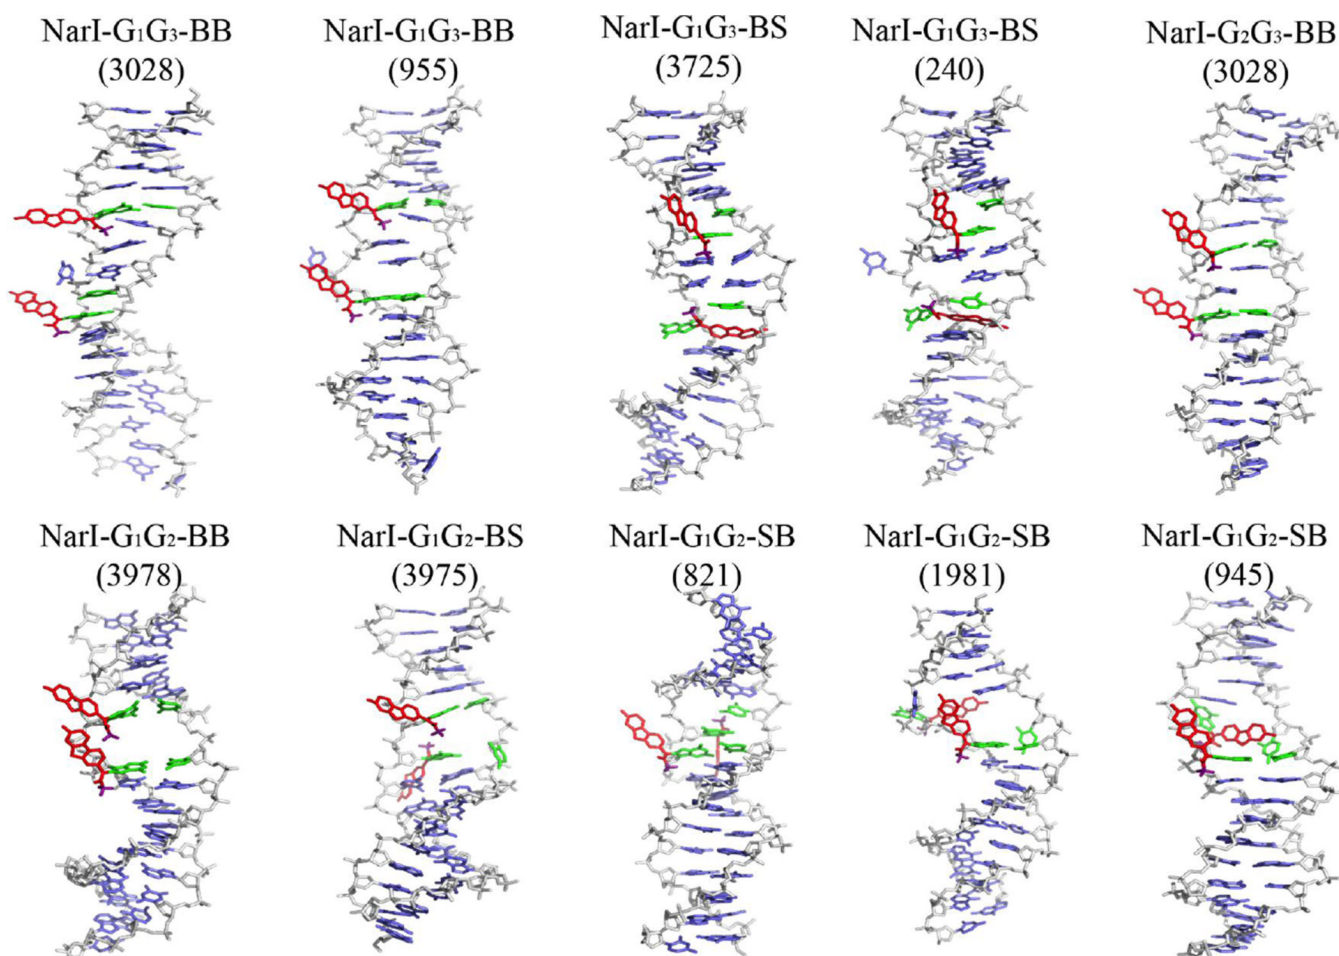 NarI-G₁G₃-BB
(3028)
NarI-G₁G₃-BB
(955)
NarI-G₁G₃-BS
(3725)
NarI-G₁G₃-BS
(240)
NarI-G₂G₃-BB
(3028)
NarI-G₁G₂-BB
(3978)
NarI-G₁G₂-BS
(3975)
NarI-G₁G₂-SB
(821)
NarI-G₁G₂-SB
(1981)
NarI-G₁G₂-SB
(945)